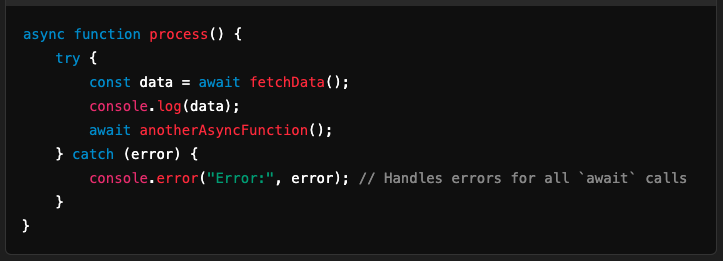 async function process() {
    try {
        const data = await fetchData();
        console.log(data);
        await anotherAsyncFunction();
    } catch (error) {
        console.error("Error:", error); // Handles errors for all `await` calls
    }
}